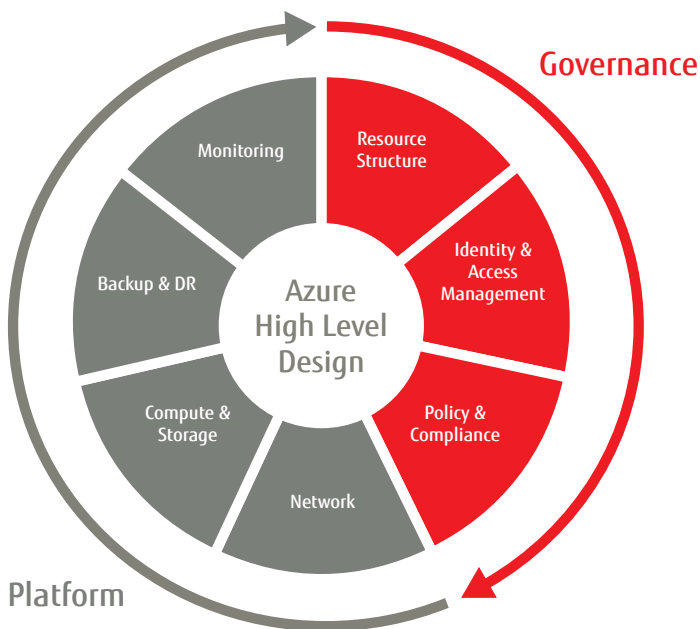 Governance
Resource
Structure
Identity &
Access
Management
Policy &
Compliance
Network
Compute &
Storage
Backup & DR
Monitoring
Azure
High Level
Design
Platform